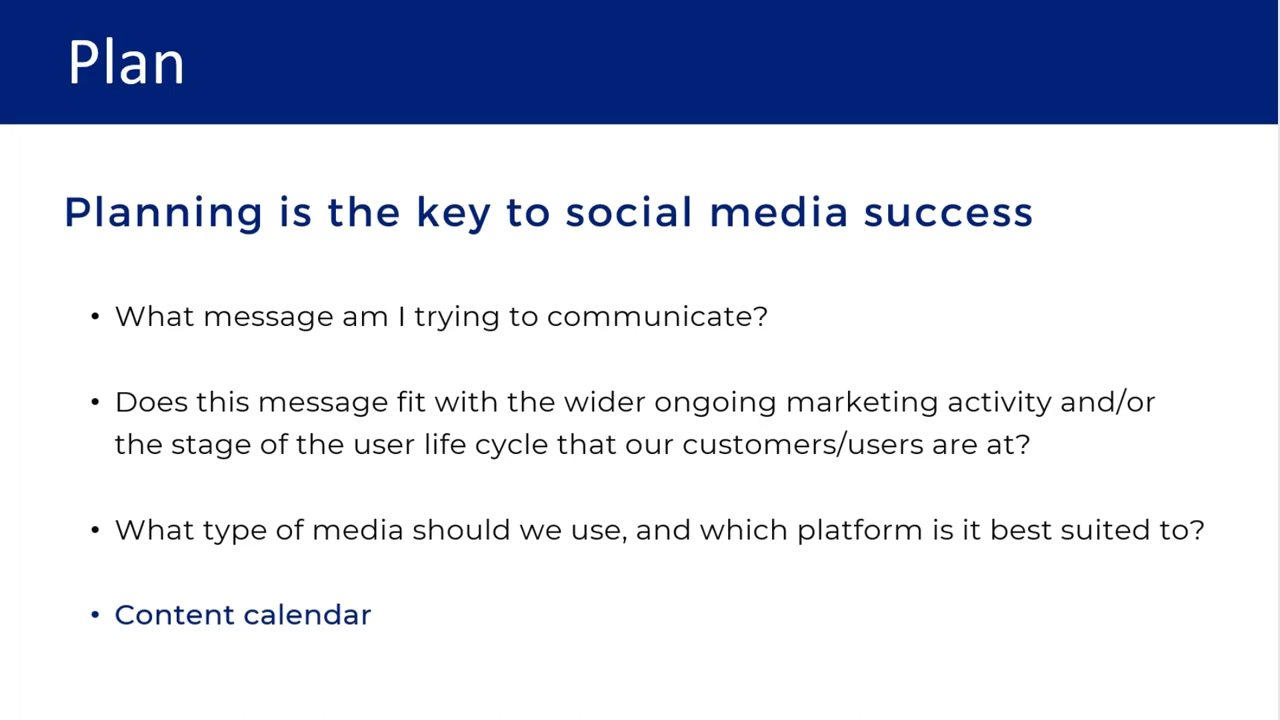 Plan
Planning is the key to social media success
• What message am I trying to communicate?
• Does this message fit with the wider ongoing marketing activity and/or
the stage of the user life cycle that our customers/users are at?
• What type of media should we use, and which platform is it best suited to?
• Content calendar